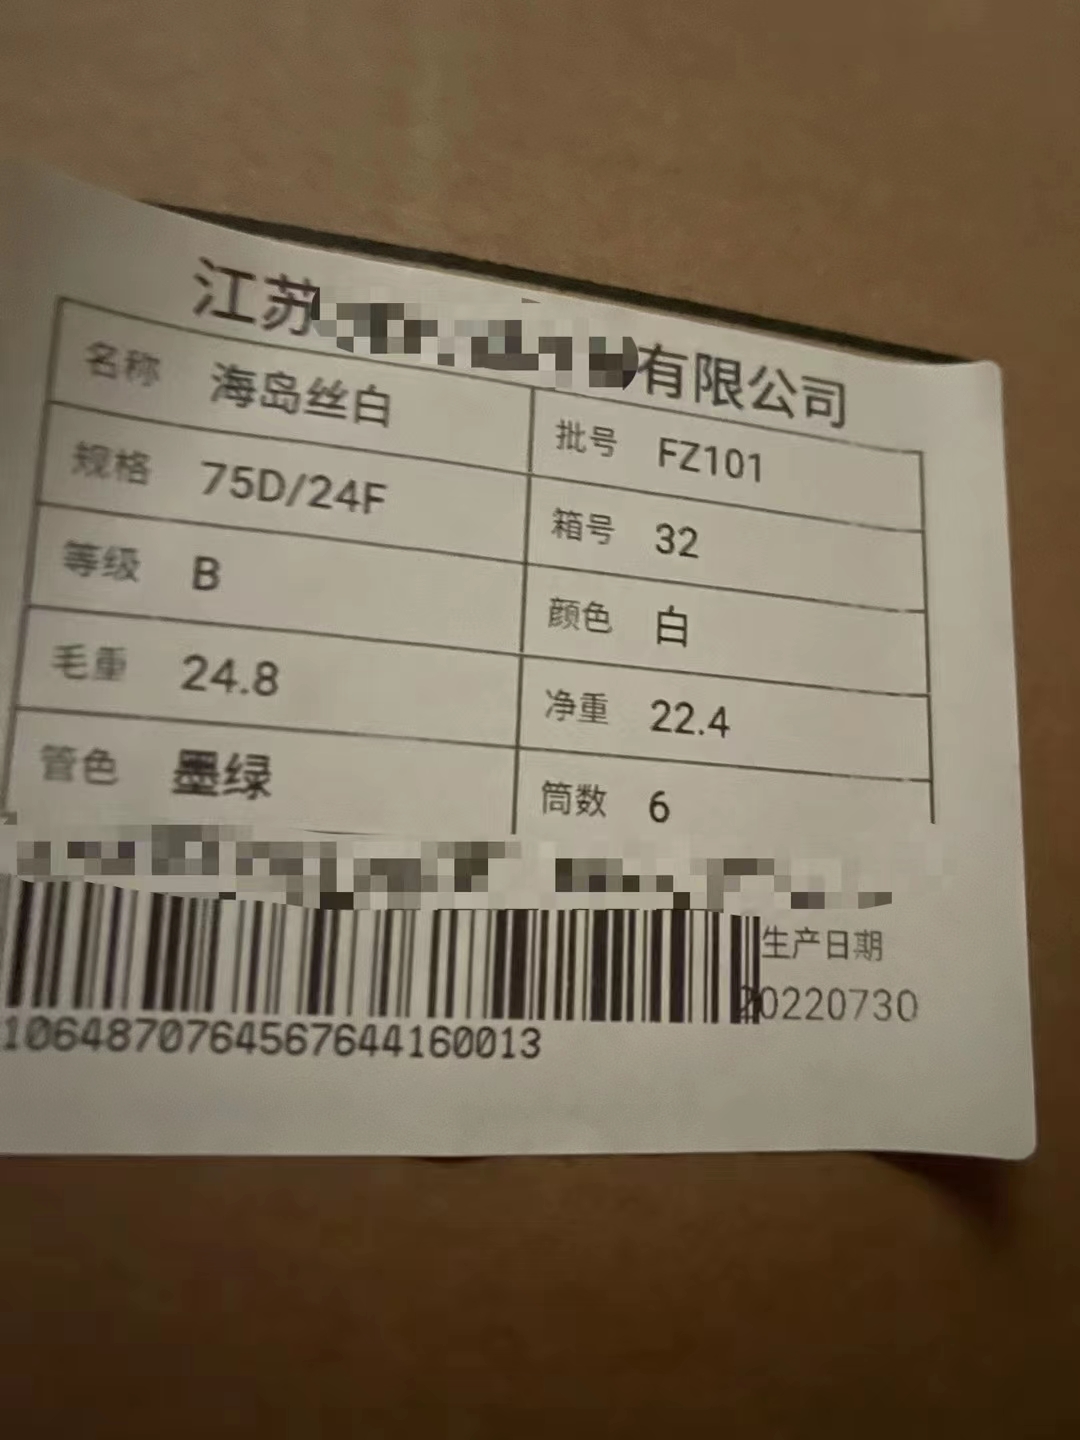 江苏 有限公司
名称 海岛丝白 批号 FZ101
规格 75D/24F 箱号 32
等级 B 颜色 白
毛重 24.8 净重 22.4
管色 墨绿 筒数 6
生产日期
20220730
10648707645676441600​13